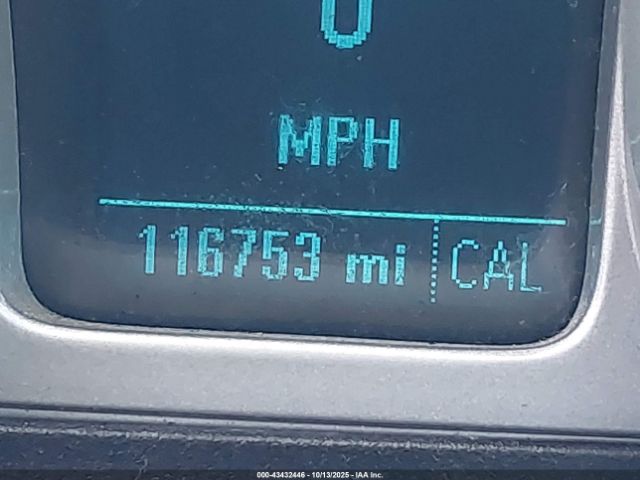 0
MPH
116753 mi CAL
000-43432446 - 10/13/2025 - IAA Inc.